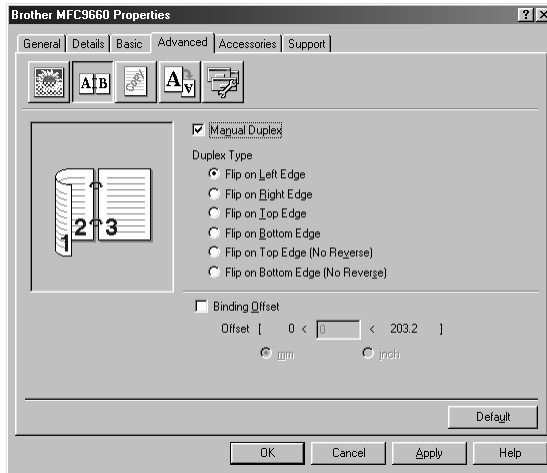 Brother MFC9660 Properties
General Details Basic Advanced Accessories Support
A B Copy A A
Manual Duplex
Duplex Type
Flip on Left Edge
Flip on Right Edge
Flip on Top Edge
Flip on Bottom Edge
Flip on Top Edge (No Reverse)
Flip on Bottom Edge (No Reverse)
1 2 3
Binding Offset
Offset [ 0 < 0 < 203.2 ]
mm inch
Default
OK Cancel Apply Help